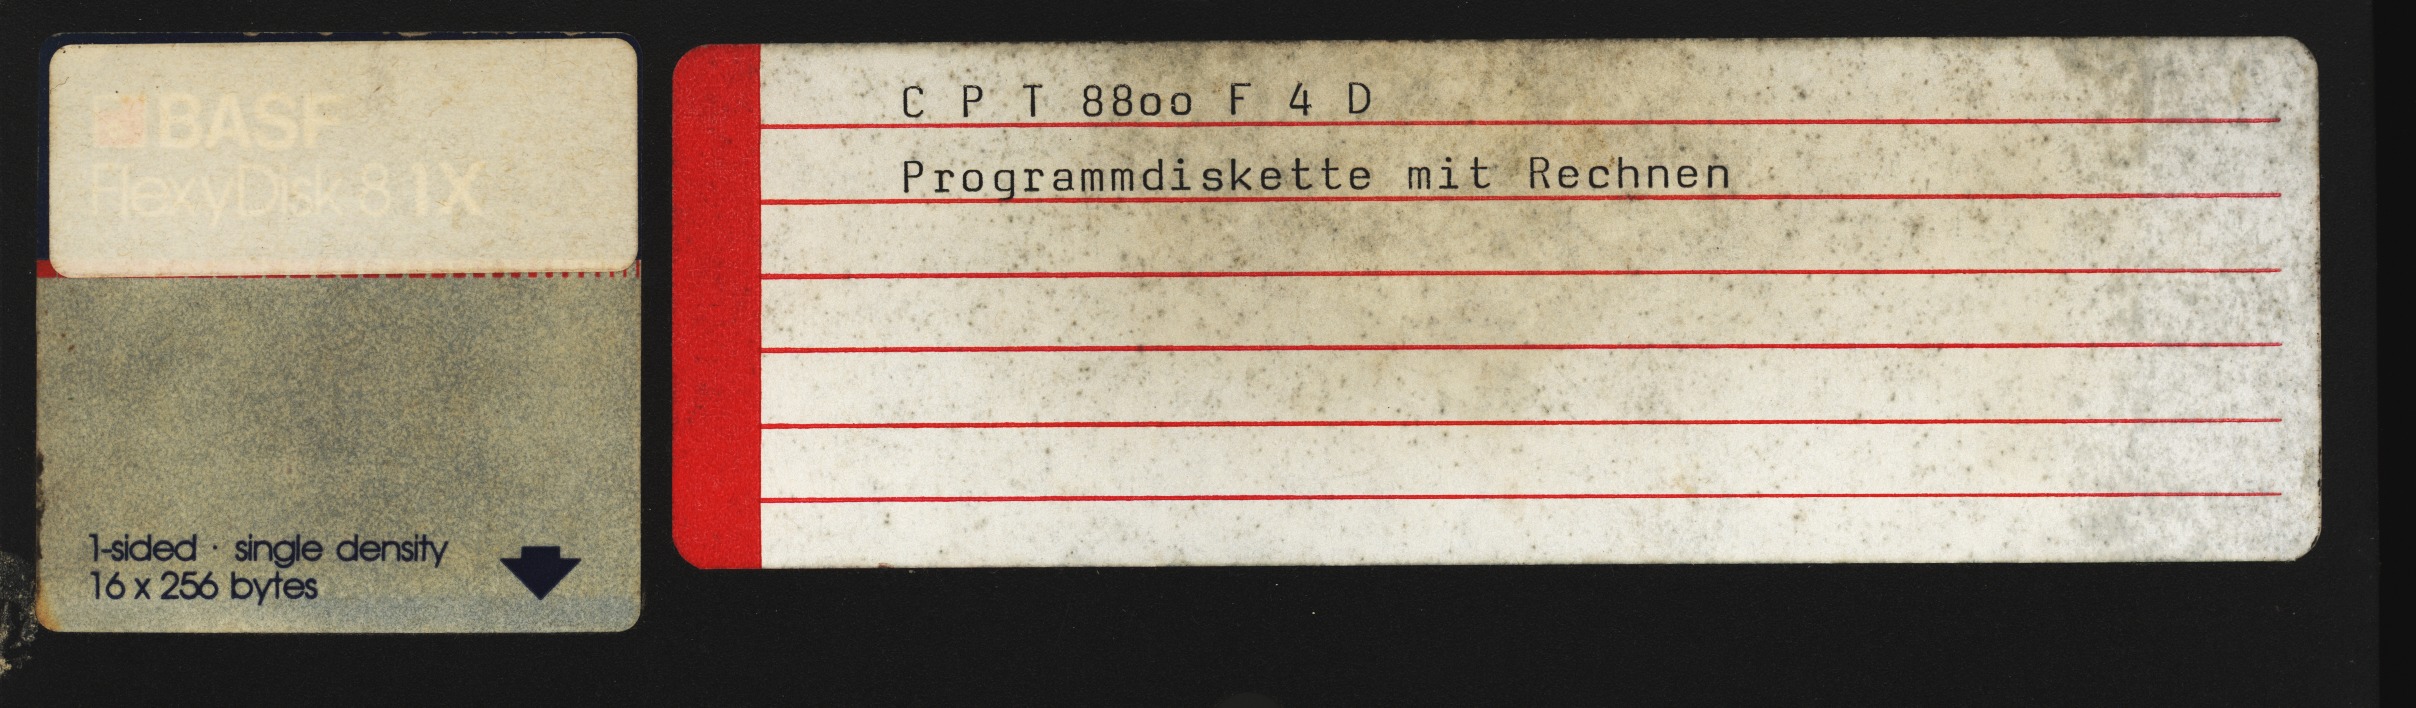 BASF
FlexyDisk 8.1X
1-sided · single density
16 x 256 bytes
C P T 88oo F 4 D
Programmdiskette mit Rechnen